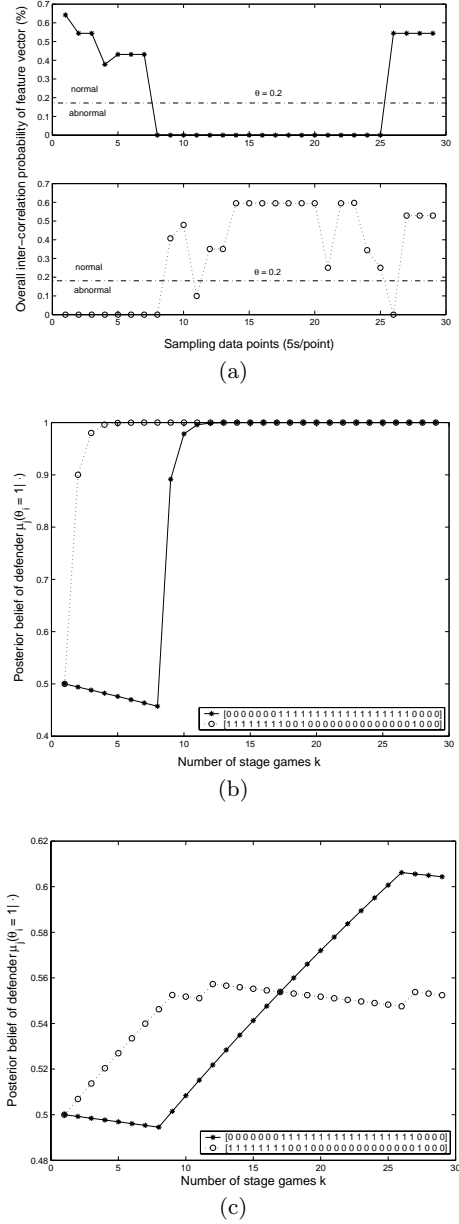 Overall inter−correlation probability of feature vector (%)
0.7
0.6
0.5
0.4
0.3
0.2
0.1
0
normal
θ = 0.2
abnormal
0 5 10 15 20 25 30
0.7
0.6
0.5
0.4
0.3
0.2
0.1
0
normal
θ = 0.2
abnormal
0 5 10 15 20 25 30
Sampling data points (5s/point)
(a)
Posterior belief of defender μj(θi = 1| ·)
1
0.9
0.8
0.7
0.6
0.5
0.4
[0 0 0 0 0 0 0 1 1 1 1 1 1 1 1 1 1 1 1 1 1 1 1 1 1 0 0 0 0]
[1 1 1 1 1 1 1 1 0 0 1 0 0 0 0 0 0 0 0 0 0 0 0 0 0 1 0 0 0]
0 5 10 15 20 25 30
Number of stage games k
(b)
Posterior belief of defender μj(θi = 1| ·)
0.62
0.6
0.58
0.56
0.54
0.52
0.5
0.48
[0 0 0 0 0 0 0 1 1 1 1 1 1 1 1 1 1 1 1 1 1 1 1 1 1 0 0 0 0]
[1 1 1 1 1 1 1 1 0 0 1 0 0 0 0 0 0 0 0 0 0 0 0 0 0 1 0 0 0]
0 5 10 15 20 25 30
Number of stage games k
(c)